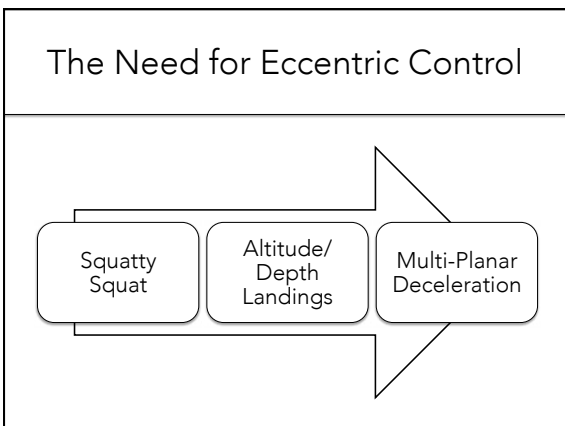 The Need for Eccentric Control
Squatty
Squat
Altitude/
Depth
Landings
Multi-Planar
Deceleration